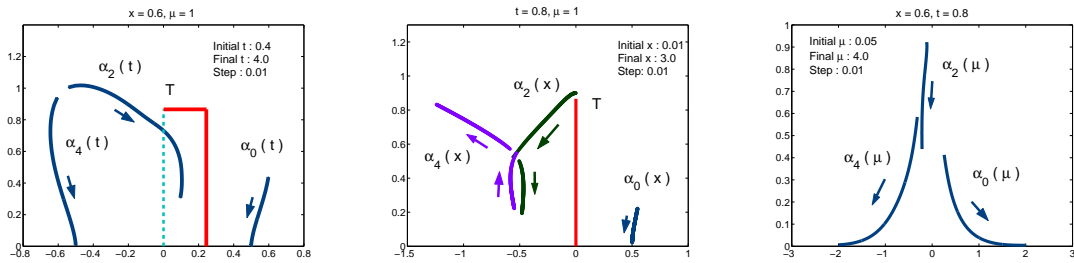 x = 0.6, μ = 1
Initial t : 0.4
Final t : 4.0
Step : 0.01
α2 ( t )
T
α4 ( t )
α0 ( t )
0
0.2
0.4
0.6
0.8
1
1.2
−0.8 −0.6 −0.4 −0.2 0 0.2 0.4 0.6 0.8
t = 0.8, μ = 1
Initial x : 0.01
Final x : 3.0
Step: 0.01
α2 ( x )
T
α4 ( x )
α0 ( x )
0
0.2
0.4
0.6
0.8
1
1.2
−1.5 −1 −0.5 0 0.5 1
x = 0.6, t = 0.8
Initial μ : 0.05
Final μ : 4.0
Step : 0.01
α2 ( μ )
α4 ( μ )
α0 ( μ )
0
0.1
0.2
0.3
0.4
0.5
0.6
0.7
0.8
0.9
1
−3 −2 −1 0 1 2 3